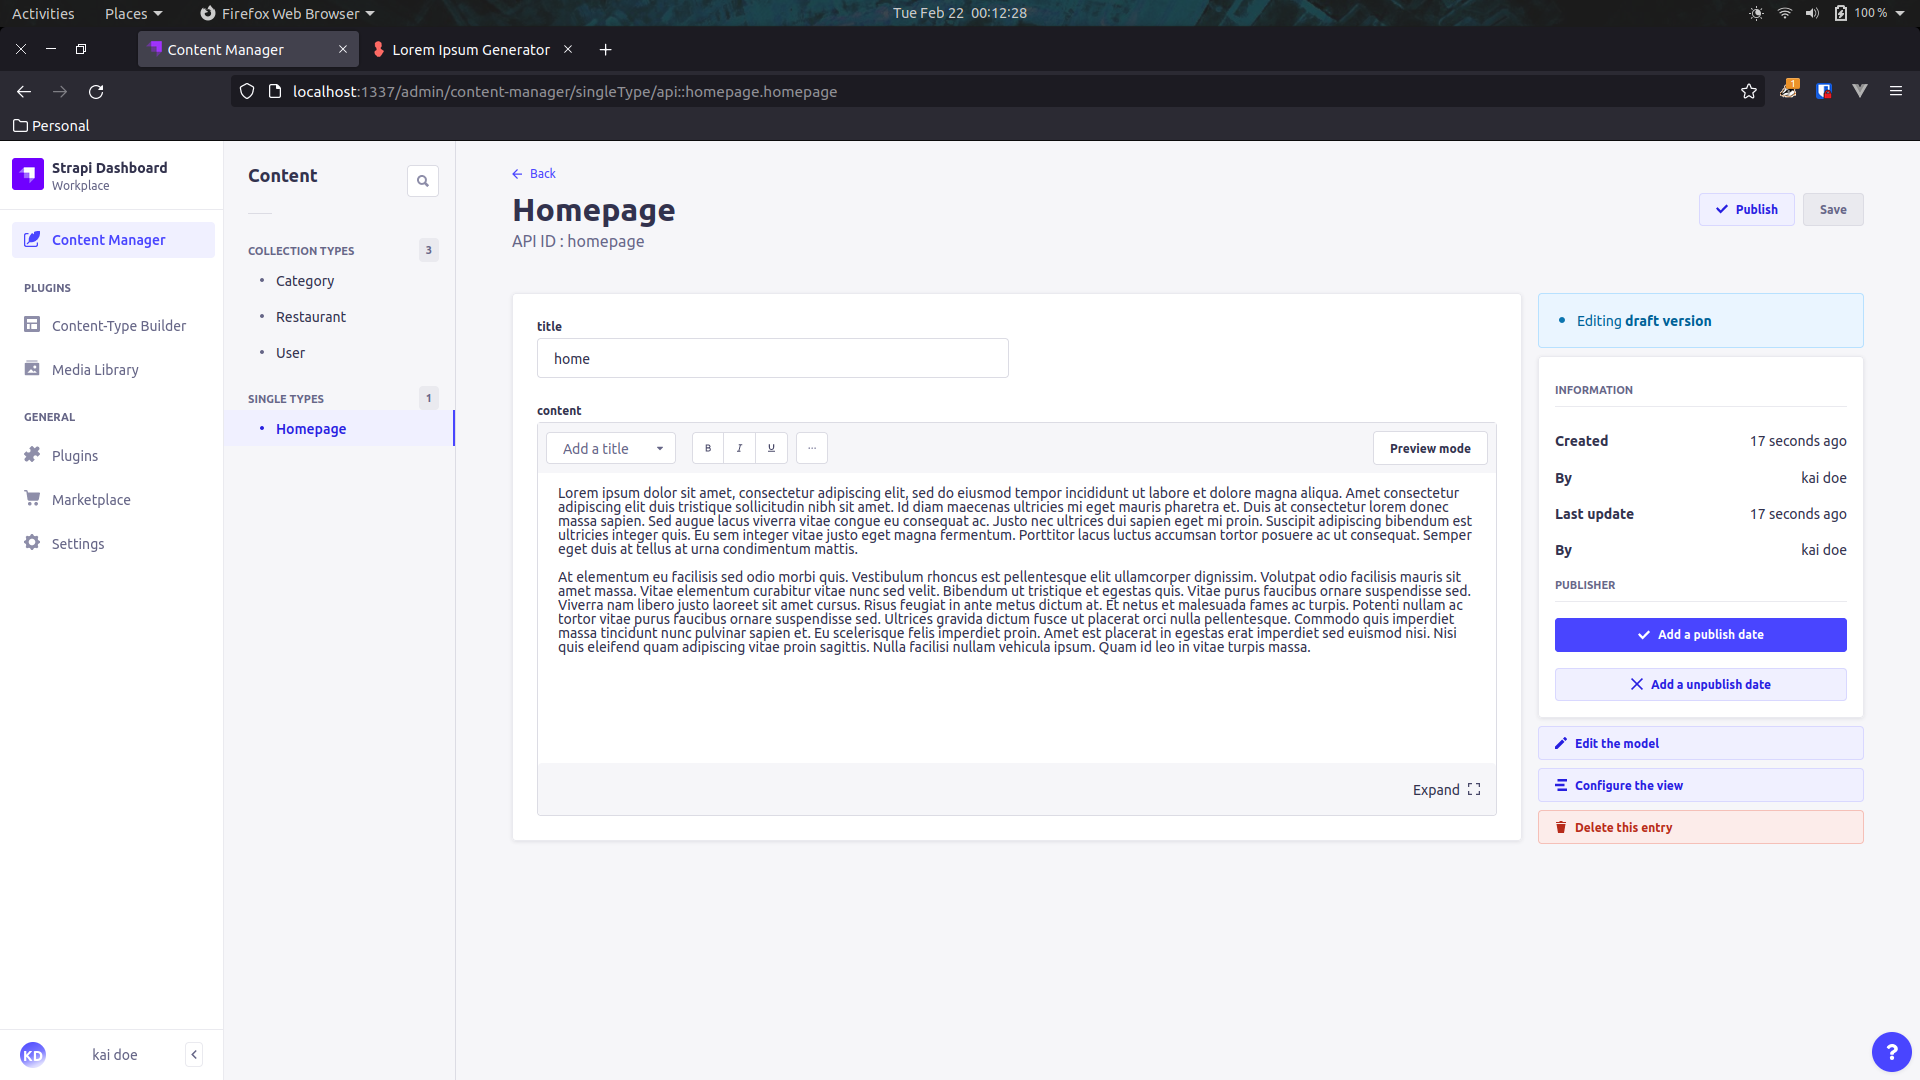 Activities Places Firefox Web Browser Tue Feb 22 00:12:28 100 %
Content Manager Lorem Ipsum Generator
localhost:1337/admin/content-manager/singleType/api::homepage.homepage 1
Personal
Strapi Dashboard
Workplace
Content Manager
PLUGINS
Content-Type Builder
Media Library
GENERAL
Plugins
Marketplace
Settings
KD kai doe
Content
COLLECTION TYPES 3
Category
Restaurant
User
SINGLE TYPES 1
Homepage
Back
Homepage
API ID : homepage
Publish Save
title
home
content
Add a title B I U ... Preview mode
Lorem ipsum dolor sit amet, consectetur adipiscing elit, sed do eiusmod tempor incididunt ut labore et dolore magna aliqua. Amet consectetur
adipiscing elit duis tristique sollicitudin nibh sit amet. Id diam maecenas ultricies mi eget mauris pharetra et. Duis at consectetur lorem donec
massa sapien. Sed augue lacus viverra vitae congue eu consequat ac. Justo nec ultrices dui sapien eget mi proin. Suscipit adipiscing bibendum est
ultricies integer quis. Eu sem integer vitae justo eget magna fermentum. Porttitor lacus luctus accumsan tortor posuere ac ut consequat. Semper
eget duis at tellus at urna condimentum mattis.
At elementum eu facilisis sed odio morbi quis. Vestibulum rhoncus est pellentesque elit ullamcorper dignissim. Volutpat odio facilisis mauris sit
amet massa. Vitae elementum curabitur vitae nunc sed velit. Bibendum ut tristique et egestas quis. Vitae purus faucibus ornare suspendisse sed.
Viverra nam libero justo laoreet sit amet cursus. Risus feugiat in ante metus dictum at. Et netus et malesuada fames ac turpis. Potenti nullam ac
tortor vitae purus faucibus ornare suspendisse sed. Ultrices gravida dictum fusce ut placerat orci nulla pellentesque. Commodo quis imperdiet
massa tincidunt nunc pulvinar sapien et. Eu scelerisque felis imperdiet proin. Amet est placerat in egestas erat imperdiet sed euismod nisi. Nisi
quis eleifend quam adipiscing vitae proin sagittis. Nulla facilisi nullam vehicula ipsum. Quam id leo in vitae turpis massa.
Expand
Editing draft version
INFORMATION
Created 17 seconds ago
By kai doe
Last update 17 seconds ago
By kai doe
PUBLISHER
Add a publish date
Add a unpublish date
Edit the model
Configure the view
Delete this entry
?